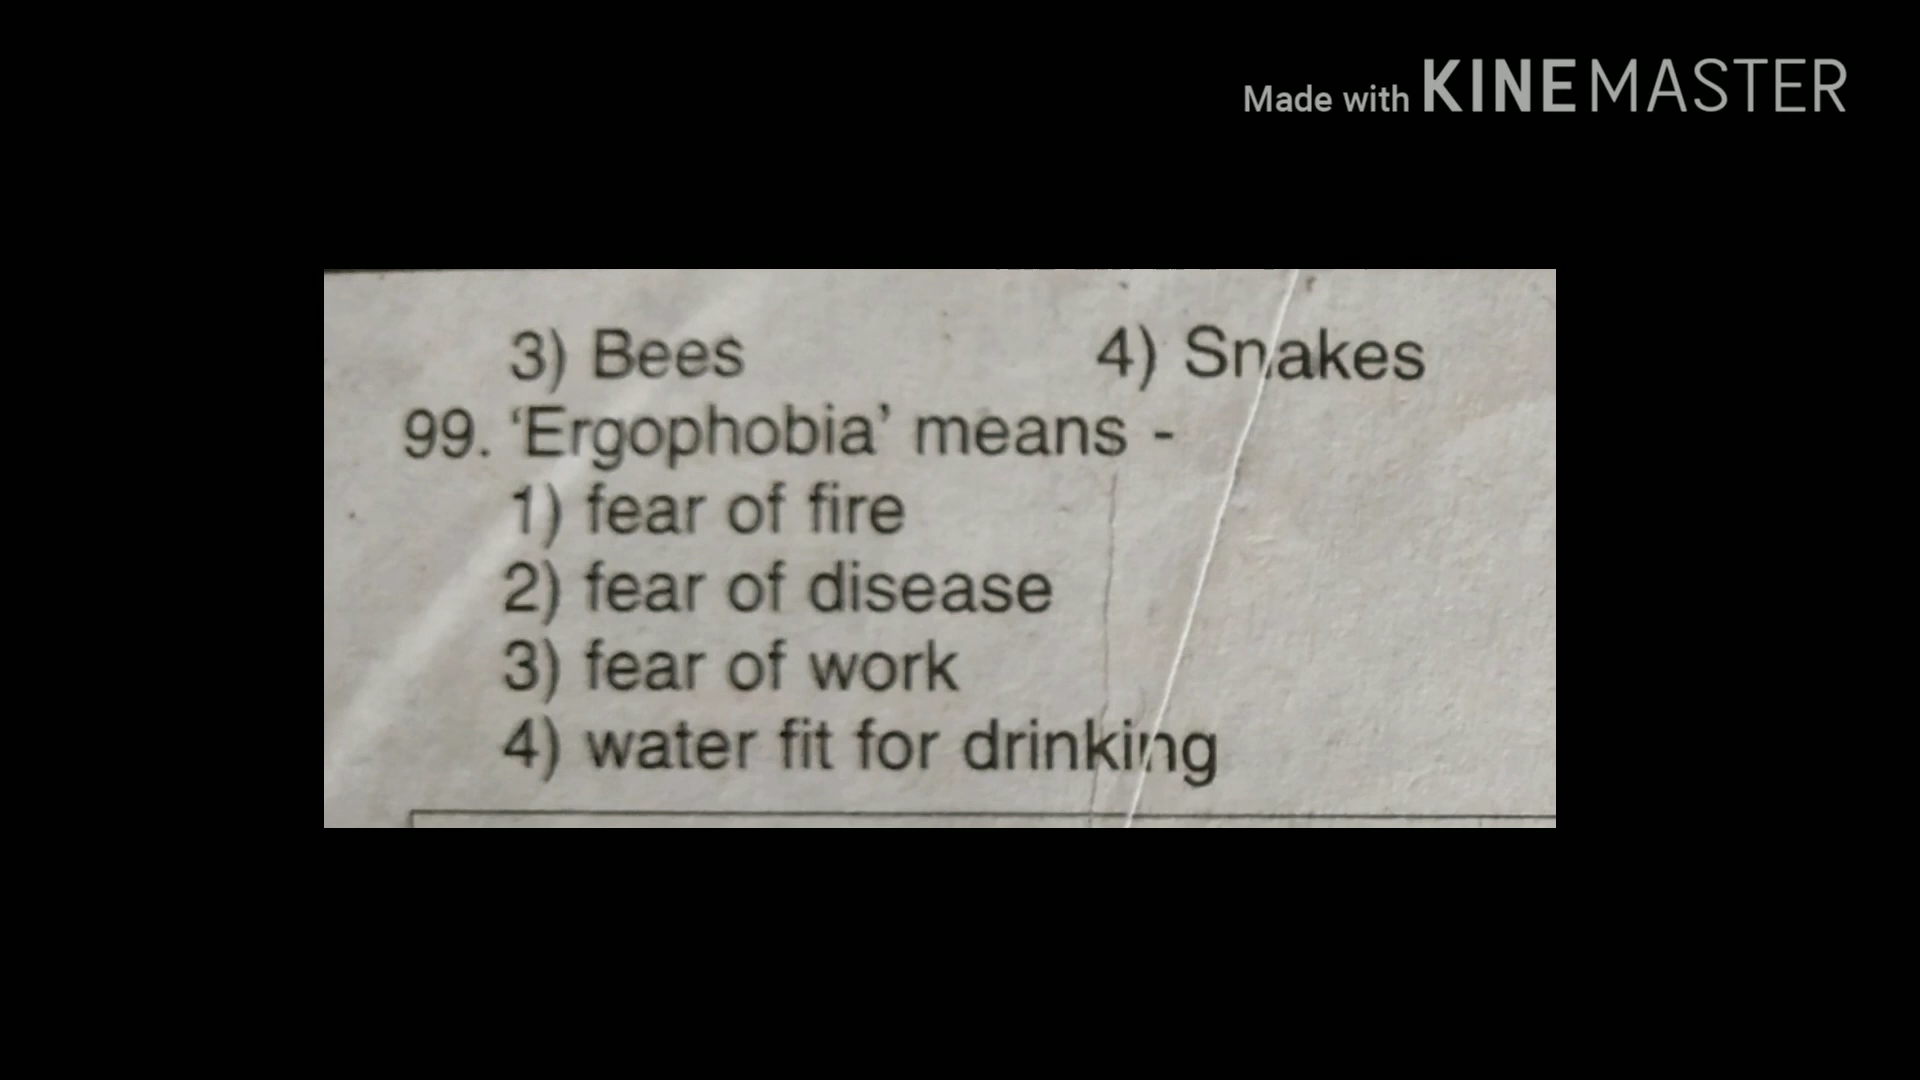 Made with KINEMASTER
3) Bees 4) Snakes
99. ‘Ergophobia’ means -
1) fear of fire
2) fear of disease
3) fear of work
4) water fit for drinking